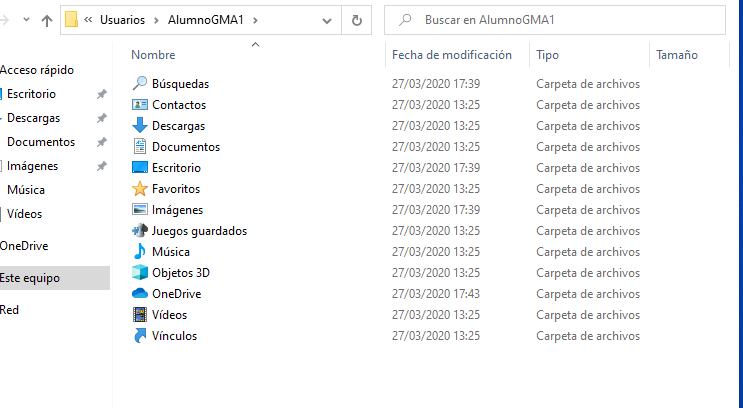 « Usuarios > AlumnoGMA1 > Buscar en AlumnoGMA1
Nombre Fecha de modificación Tipo Tamaño
Acceso rápido
Escritorio
Descargas
Documentos
Imágenes
Música
Vídeos
OneDrive
Este equipo
Red
Búsquedas 27/03/2020 17:39 Carpeta de archivos
Contactos 27/03/2020 13:25 Carpeta de archivos
Descargas 27/03/2020 13:25 Carpeta de archivos
Documentos 27/03/2020 13:25 Carpeta de archivos
Escritorio 27/03/2020 17:39 Carpeta de archivos
Favoritos 27/03/2020 13:25 Carpeta de archivos
Imágenes 27/03/2020 17:39 Carpeta de archivos
Juegos guardados 27/03/2020 13:25 Carpeta de archivos
Música 27/03/2020 13:25 Carpeta de archivos
Objetos 3D 27/03/2020 13:25 Carpeta de archivos
OneDrive 27/03/2020 17:43 Carpeta de archivos
Vídeos 27/03/2020 13:25 Carpeta de archivos
Vínculos 27/03/2020 13:25 Carpeta de archivos